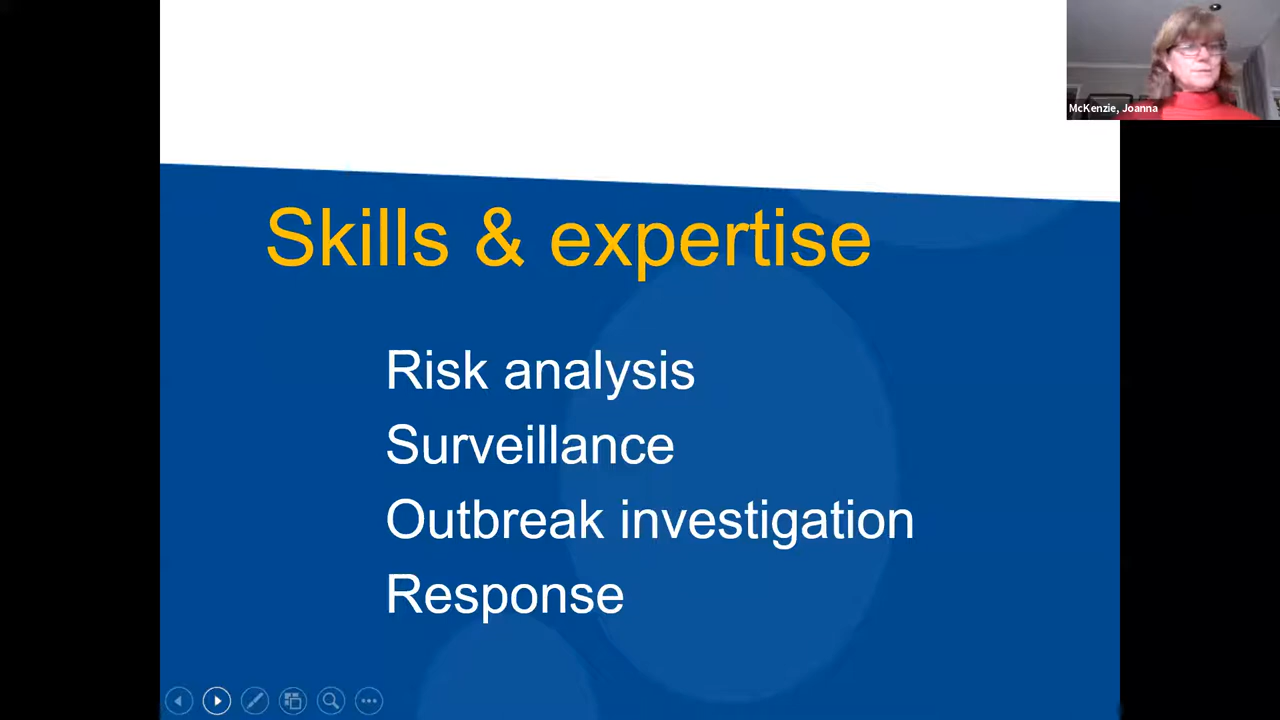 McKenzie, Joanna
Skills & expertise
Risk analysis
Surveillance
Outbreak investigation
Response